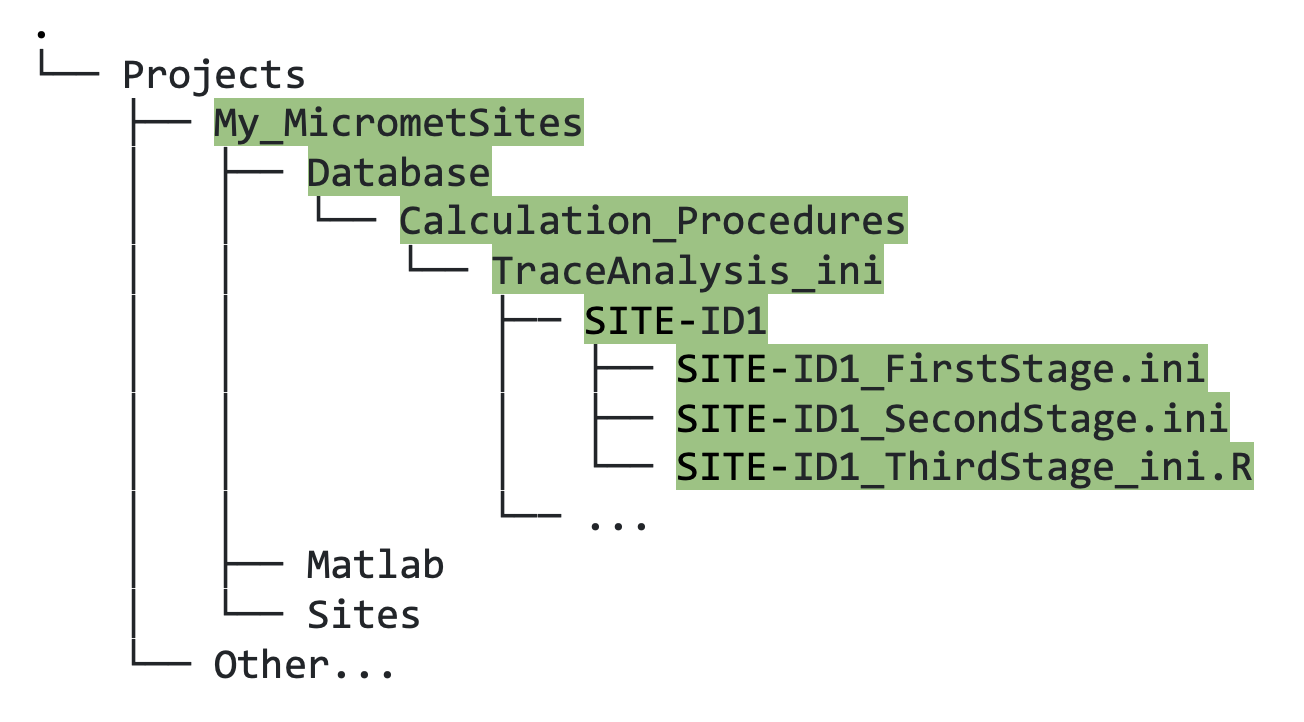 .
└── Projects
├── My_MicrometSites
├── Database
└── Calculation_Procedures
└── TraceAnalysis_ini
├── SITE-ID1
├── SITE-ID1_FirstStage.ini
├── SITE-ID1_SecondStage.ini
└── SITE-ID1_ThirdStage_ini.R
└── ...
├── Matlab
└── Sites
└── Other...